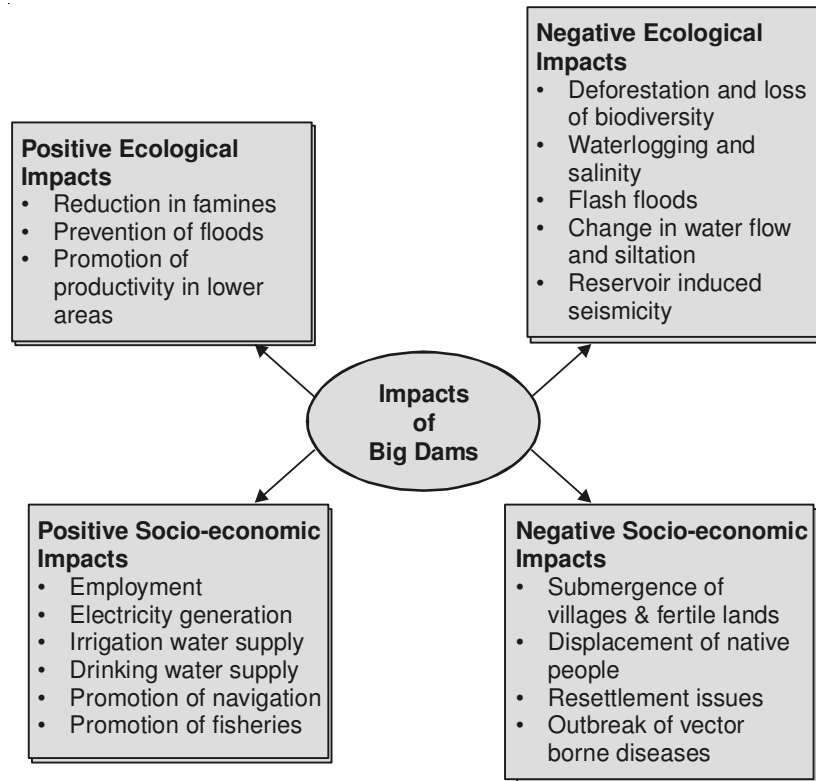 Negative Ecological
Impacts
• Deforestation and loss
of biodiversity
• Waterlogging and
salinity
• Flash floods
• Change in water flow
and siltation
• Reservoir induced
seismicity
Positive Ecological
Impacts
• Reduction in famines
• Prevention of floods
• Promotion of
productivity in lower
areas
Impacts
of
Big Dams
Positive Socio-economic
Impacts
• Employment
• Electricity generation
• Irrigation water supply
• Drinking water supply
• Promotion of navigation
• Promotion of fisheries
Negative Socio-economic
Impacts
• Submergence of
villages & fertile lands
• Displacement of native
people
• Resettlement issues
• Outbreak of vector
borne diseases